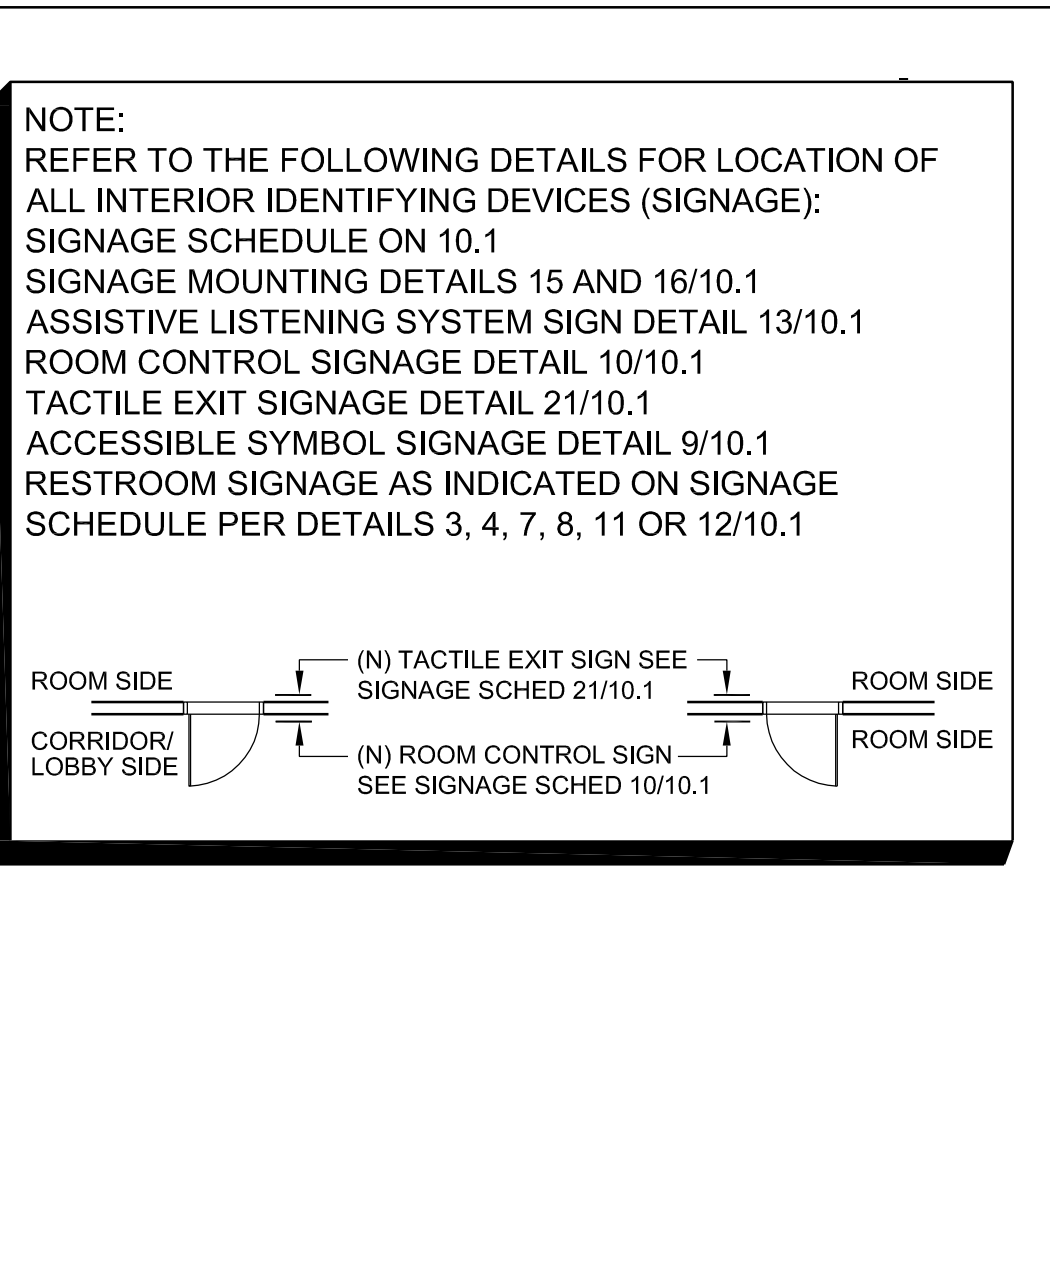 NOTE:
REFER TO THE FOLLOWING DETAILS FOR LOCATION OF
ALL INTERIOR IDENTIFYING DEVICES (SIGNAGE):
SIGNAGE SCHEDULE ON 10.1
SIGNAGE MOUNTING DETAILS 15 AND 16/10.1
ASSISTIVE LISTENING SYSTEM SIGN DETAIL 13/10.1
ROOM CONTROL SIGNAGE DETAIL 10/10.1
TACTILE EXIT SIGNAGE DETAIL 21/10.1
ACCESSIBLE SYMBOL SIGNAGE DETAIL 9/10.1
RESTROOM SIGNAGE AS INDICATED ON SIGNAGE
SCHEDULE PER DETAILS 3, 4, 7, 8, 11 OR 12/10.1
ROOM SIDE
CORRIDOR/
LOBBY SIDE
(N) TACTILE EXIT SIGN SEE
SIGNAGE SCHED 21/10.1
(N) ROOM CONTROL SIGN
SEE SIGNAGE SCHED 10/10.1
ROOM SIDE
ROOM SIDE